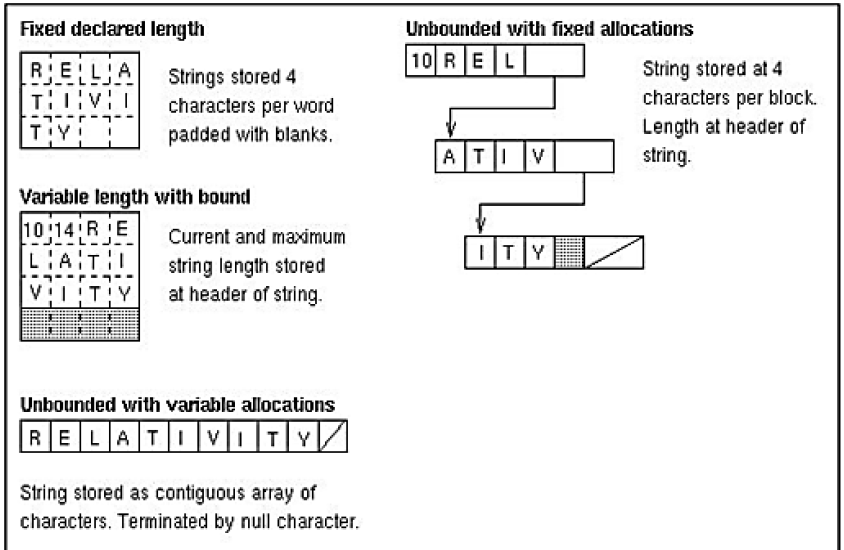 Fixed declared length
R E L A
T I V I
T Y
Strings stored 4
characters per word
padded with blanks.
Variable length with bound
10 14 R E
L A T I
V I T Y
Current and maximum
string length stored
at header of string.
Unbounded with variable allocations
R E L A T I V I T Y
String stored as contiguous array of
characters. Terminated by null character.
Unbounded with fixed allocations
10 R E L
A T I V
I T Y
String stored at 4
characters per block.
Length at header of
string.